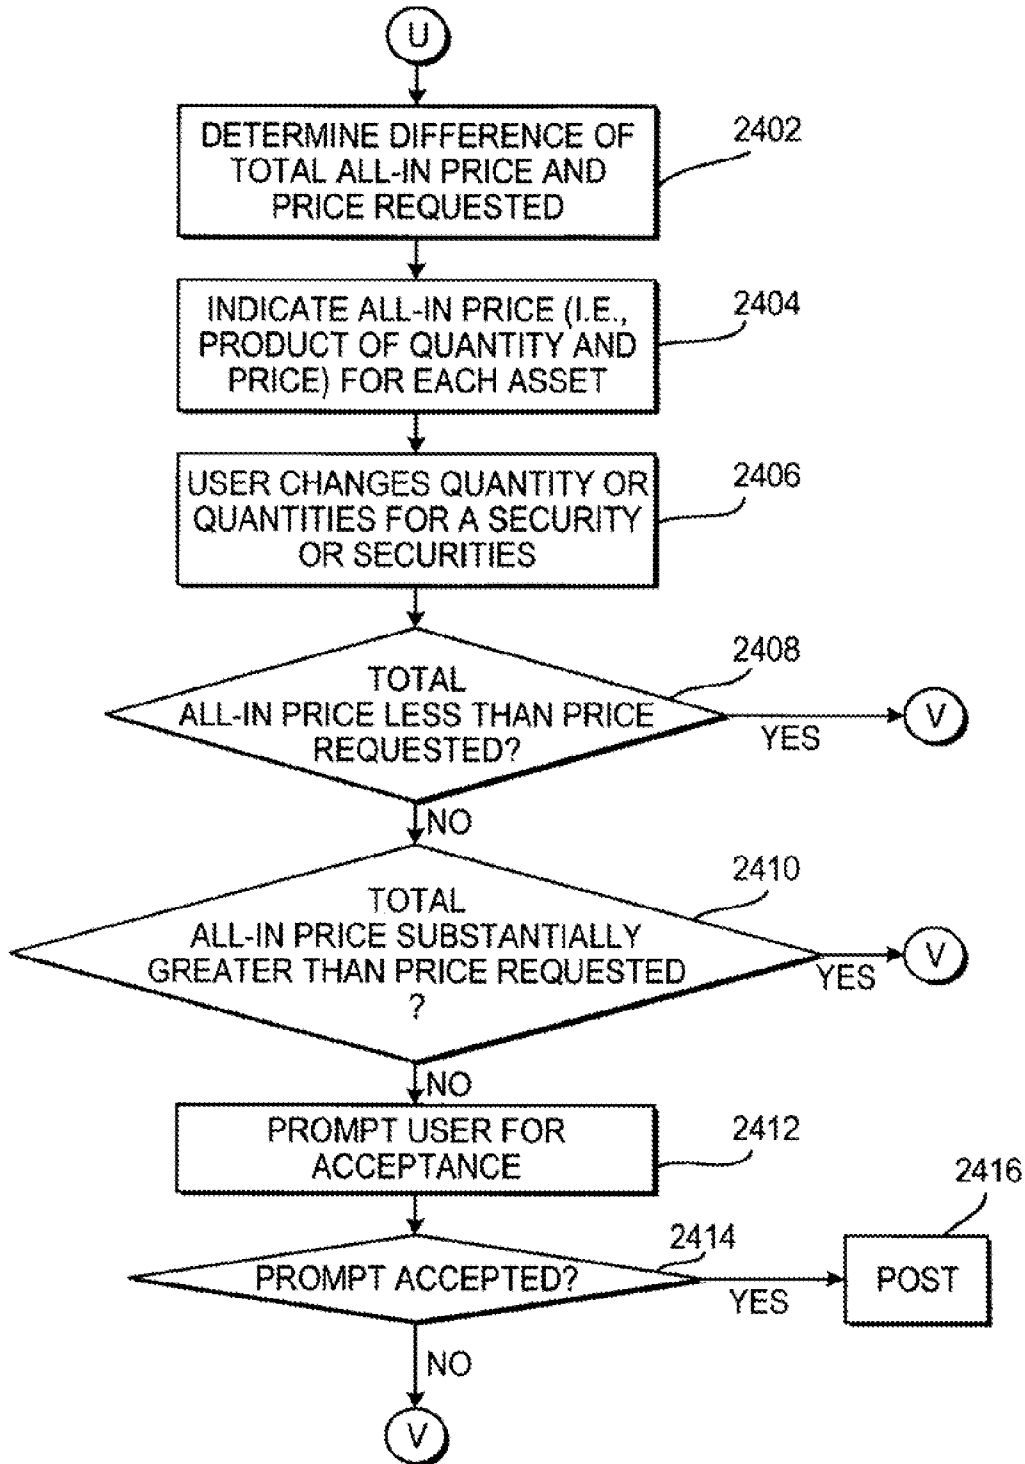 U
DETERMINE DIFFERENCE OF
TOTAL ALL-IN PRICE AND
PRICE REQUESTED
2402
INDICATE ALL-IN PRICE (I.E.,
PRODUCT OF QUANTITY AND
PRICE) FOR EACH ASSET
2404
USER CHANGES QUANTITY OR
QUANTITIES FOR A SECURITY
OR SECURITIES
2406
TOTAL
ALL-IN PRICE LESS THAN PRICE
REQUESTED?
2408
YES
V
NO
TOTAL
ALL-IN PRICE SUBSTANTIALLY
GREATER THAN PRICE REQUESTED
?
2410
YES
V
NO
PROMPT USER FOR
ACCEPTANCE
2412
PROMPT ACCEPTED?
2414
YES
POST
2416
NO
V